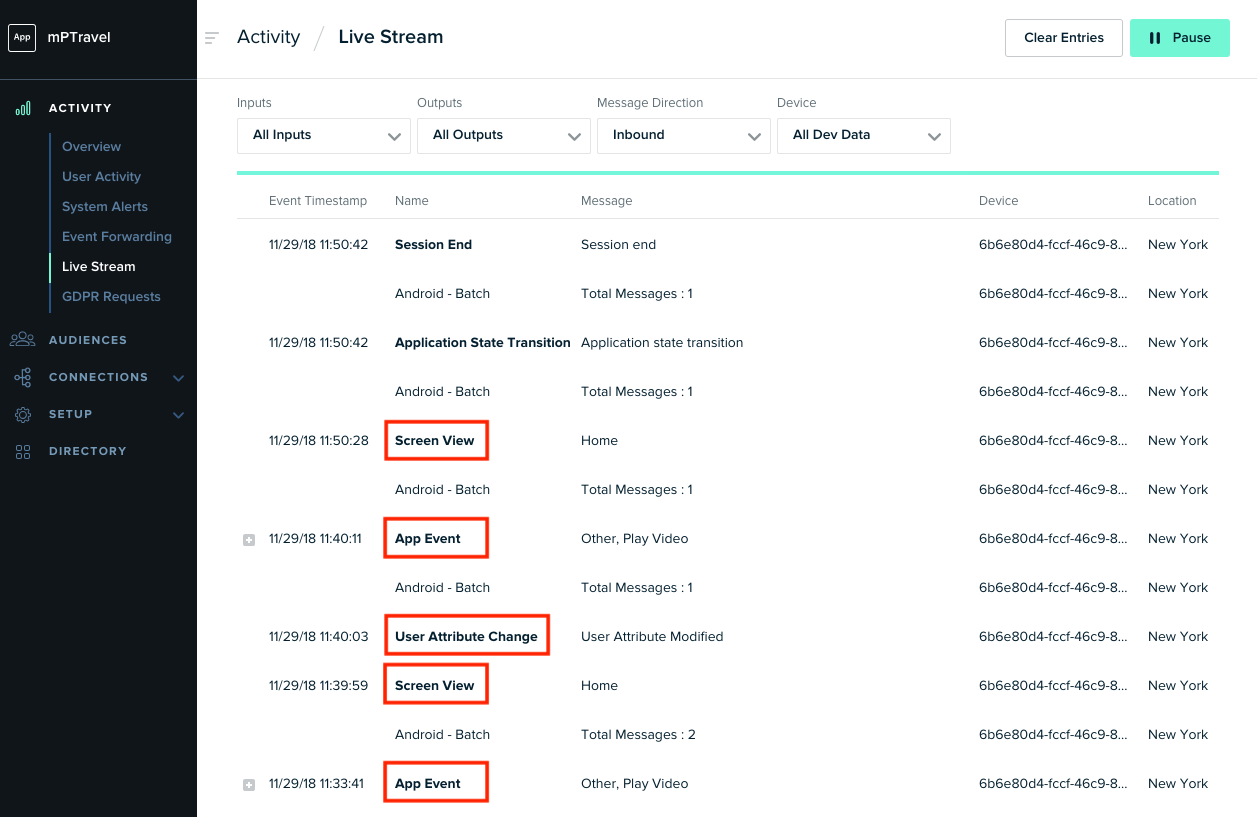 App mPTravel
ACTIVITY
Overview
User Activity
System Alerts
Event Forwarding
Live Stream
GDPR Requests
AUDIENCES
CONNECTIONS
SETUP
DIRECTORY
Activity / Live Stream
Clear Entries
Pause
Inputs Outputs Message Direction Device
All Inputs All Outputs Inbound All Dev Data
Event Timestamp Name Message Device Location
11/29/18 11:50:42 Session End Session end 6b6e80d4-fccf-46c9-8... New York
Android - Batch Total Messages : 1 6b6e80d4-fccf-46c9-8... New York
11/29/18 11:50:42 Application State Transition Application state transition 6b6e80d4-fccf-46c9-8... New York
Android - Batch Total Messages : 1 6b6e80d4-fccf-46c9-8... New York
11/29/18 11:50:28 Screen View Home 6b6e80d4-fccf-46c9-8... New York
Android - Batch Total Messages : 1 6b6e80d4-fccf-46c9-8... New York
11/29/18 11:40:11 App Event Other, Play Video 6b6e80d4-fccf-46c9-8... New York
Android - Batch Total Messages : 1 6b6e80d4-fccf-46c9-8... New York
11/29/18 11:40:03 User Attribute Change User Attribute Modified 6b6e80d4-fccf-46c9-8... New York
11/29/18 11:39:59 Screen View Home 6b6e80d4-fccf-46c9-8... New York
Android - Batch Total Messages : 2 6b6e80d4-fccf-46c9-8... New York
11/29/18 11:33:41 App Event Other, Play Video 6b6e80d4-fccf-46c9-8... New York